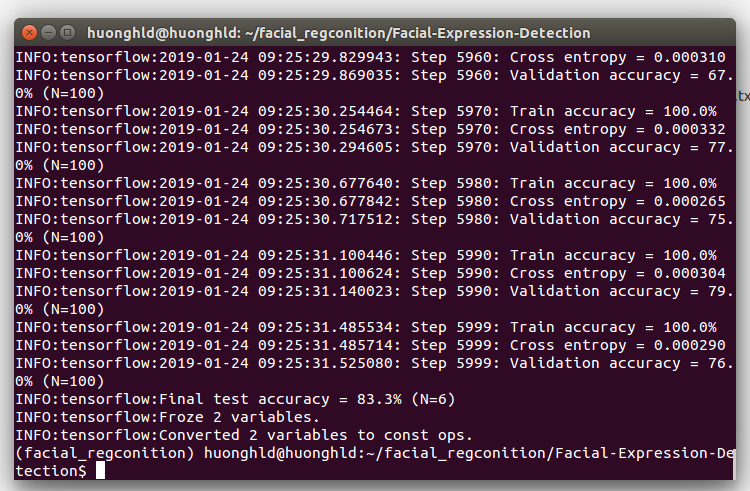 huonghld@huonghld: ~/facial_regconition/Facial-Expression-Detection
INFO:tensorflow:2019-01-24 09:25:29.829943: Step 5960: Cross entropy = 0.000310
INFO:tensorflow:2019-01-24 09:25:29.869035: Step 5960: Validation accuracy = 67.
0% (N=100)
INFO:tensorflow:2019-01-24 09:25:30.254464: Step 5970: Train accuracy = 100.0%
INFO:tensorflow:2019-01-24 09:25:30.254673: Step 5970: Cross entropy = 0.000332
INFO:tensorflow:2019-01-24 09:25:30.294605: Step 5970: Validation accuracy = 77.
0% (N=100)
INFO:tensorflow:2019-01-24 09:25:30.677640: Step 5980: Train accuracy = 100.0%
INFO:tensorflow:2019-01-24 09:25:30.677842: Step 5980: Cross entropy = 0.000265
INFO:tensorflow:2019-01-24 09:25:30.717512: Step 5980: Validation accuracy = 75.
0% (N=100)
INFO:tensorflow:2019-01-24 09:25:31.100446: Step 5990: Train accuracy = 100.0%
INFO:tensorflow:2019-01-24 09:25:31.100624: Step 5990: Cross entropy = 0.000304
INFO:tensorflow:2019-01-24 09:25:31.140023: Step 5990: Validation accuracy = 79.
0% (N=100)
INFO:tensorflow:2019-01-24 09:25:31.485534: Step 5999: Train accuracy = 100.0%
INFO:tensorflow:2019-01-24 09:25:31.485714: Step 5999: Cross entropy = 0.000290
INFO:tensorflow:2019-01-24 09:25:31.525080: Step 5999: Validation accuracy = 76.
0% (N=100)
INFO:tensorflow:Final test accuracy = 83.3% (N=6)
INFO:tensorflow:Froze 2 variables.
INFO:tensorflow:Converted 2 variables to const ops.
(facial_regconition) huonghld@huonghld:~/facial_regconition/Facial-Expression-De
tection$
.tx